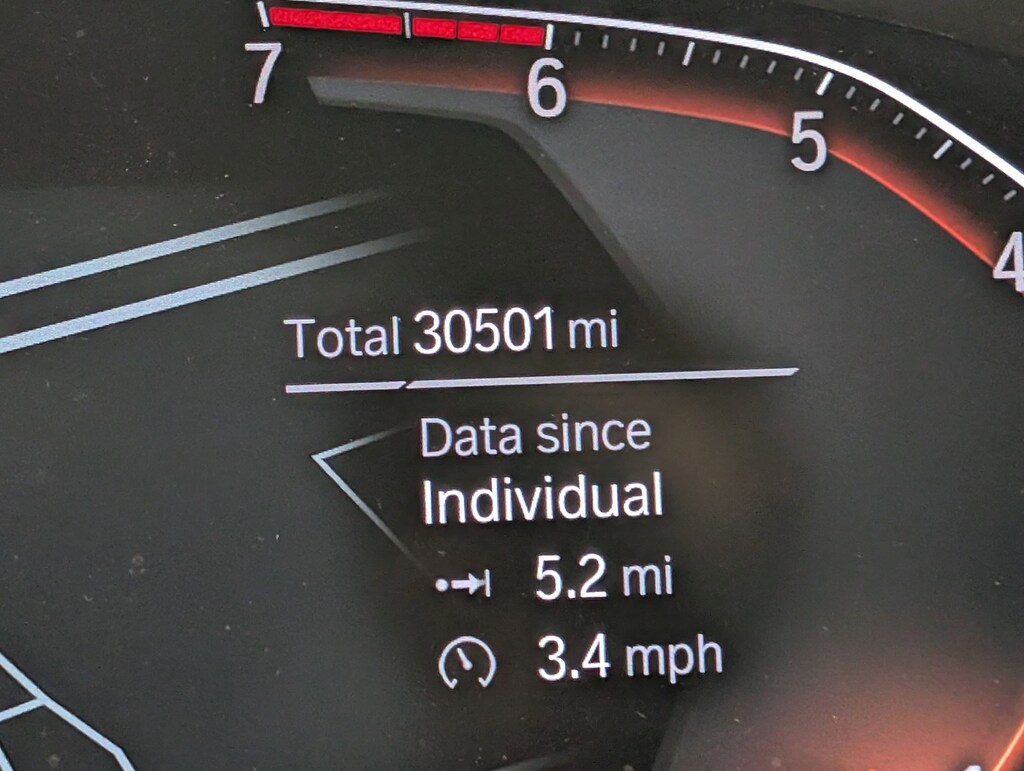 7
6
5
4
Total 30501 mi
Data since
Individual
5.2 mi
3.4 mph